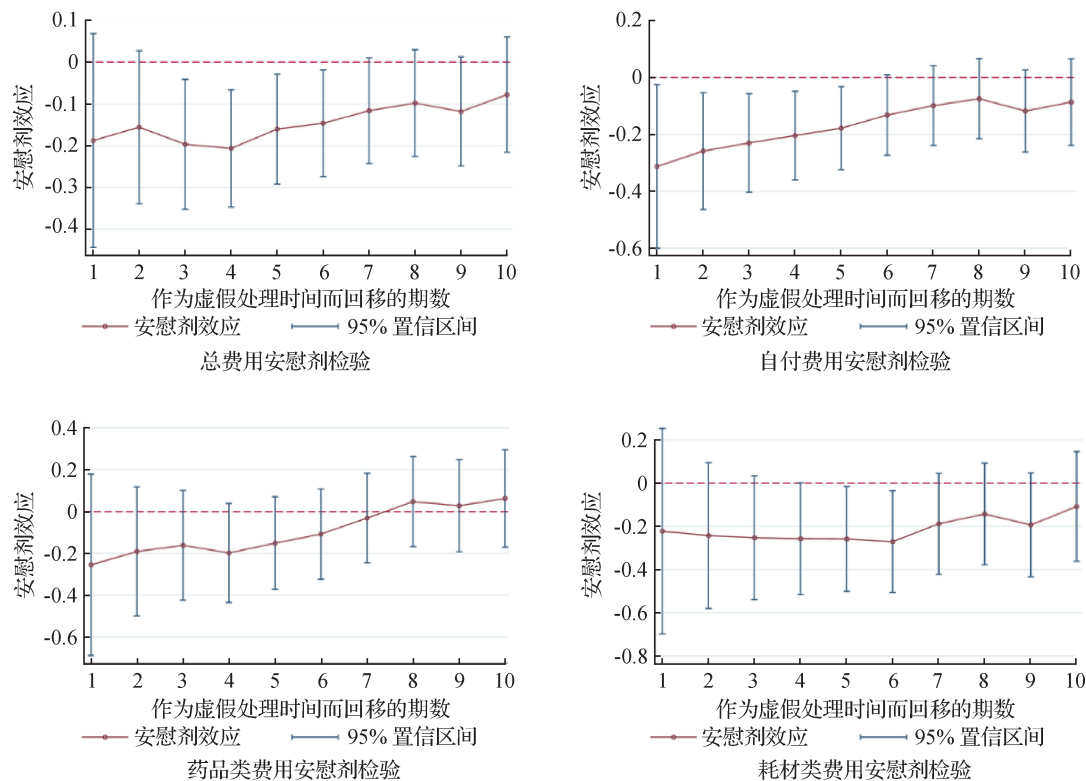 0.1
0
-0.1
-0.2
-0.3
-0.4
安慰剂效应
1 2 3 4 5 6 7 8 9 10
作为虚假处理时间而回移的期数
安慰剂效应 95% 置信区间
总费用安慰剂检验
0.2
0
-0.2
-0.4
-0.6
安慰剂效应
1 2 3 4 5 6 7 8 9 10
作为虚假处理时间而回移的期数
安慰剂效应 95% 置信区间
自付费用安慰剂检验
0.4
0.2
0
-0.2
-0.4
-0.6
安慰剂效应
1 2 3 4 5 6 7 8 9 10
作为虚假处理时间而回移的期数
安慰剂效应 95% 置信区间
药品类费用安慰剂检验
0.2
0
-0.2
-0.4
-0.6
-0.8
安慰剂效应
1 2 3 4 5 6 7 8 9 10
作为虚假处理时间而回移的期数
安慰剂效应 95% 置信区间
耗材类费用安慰剂检验